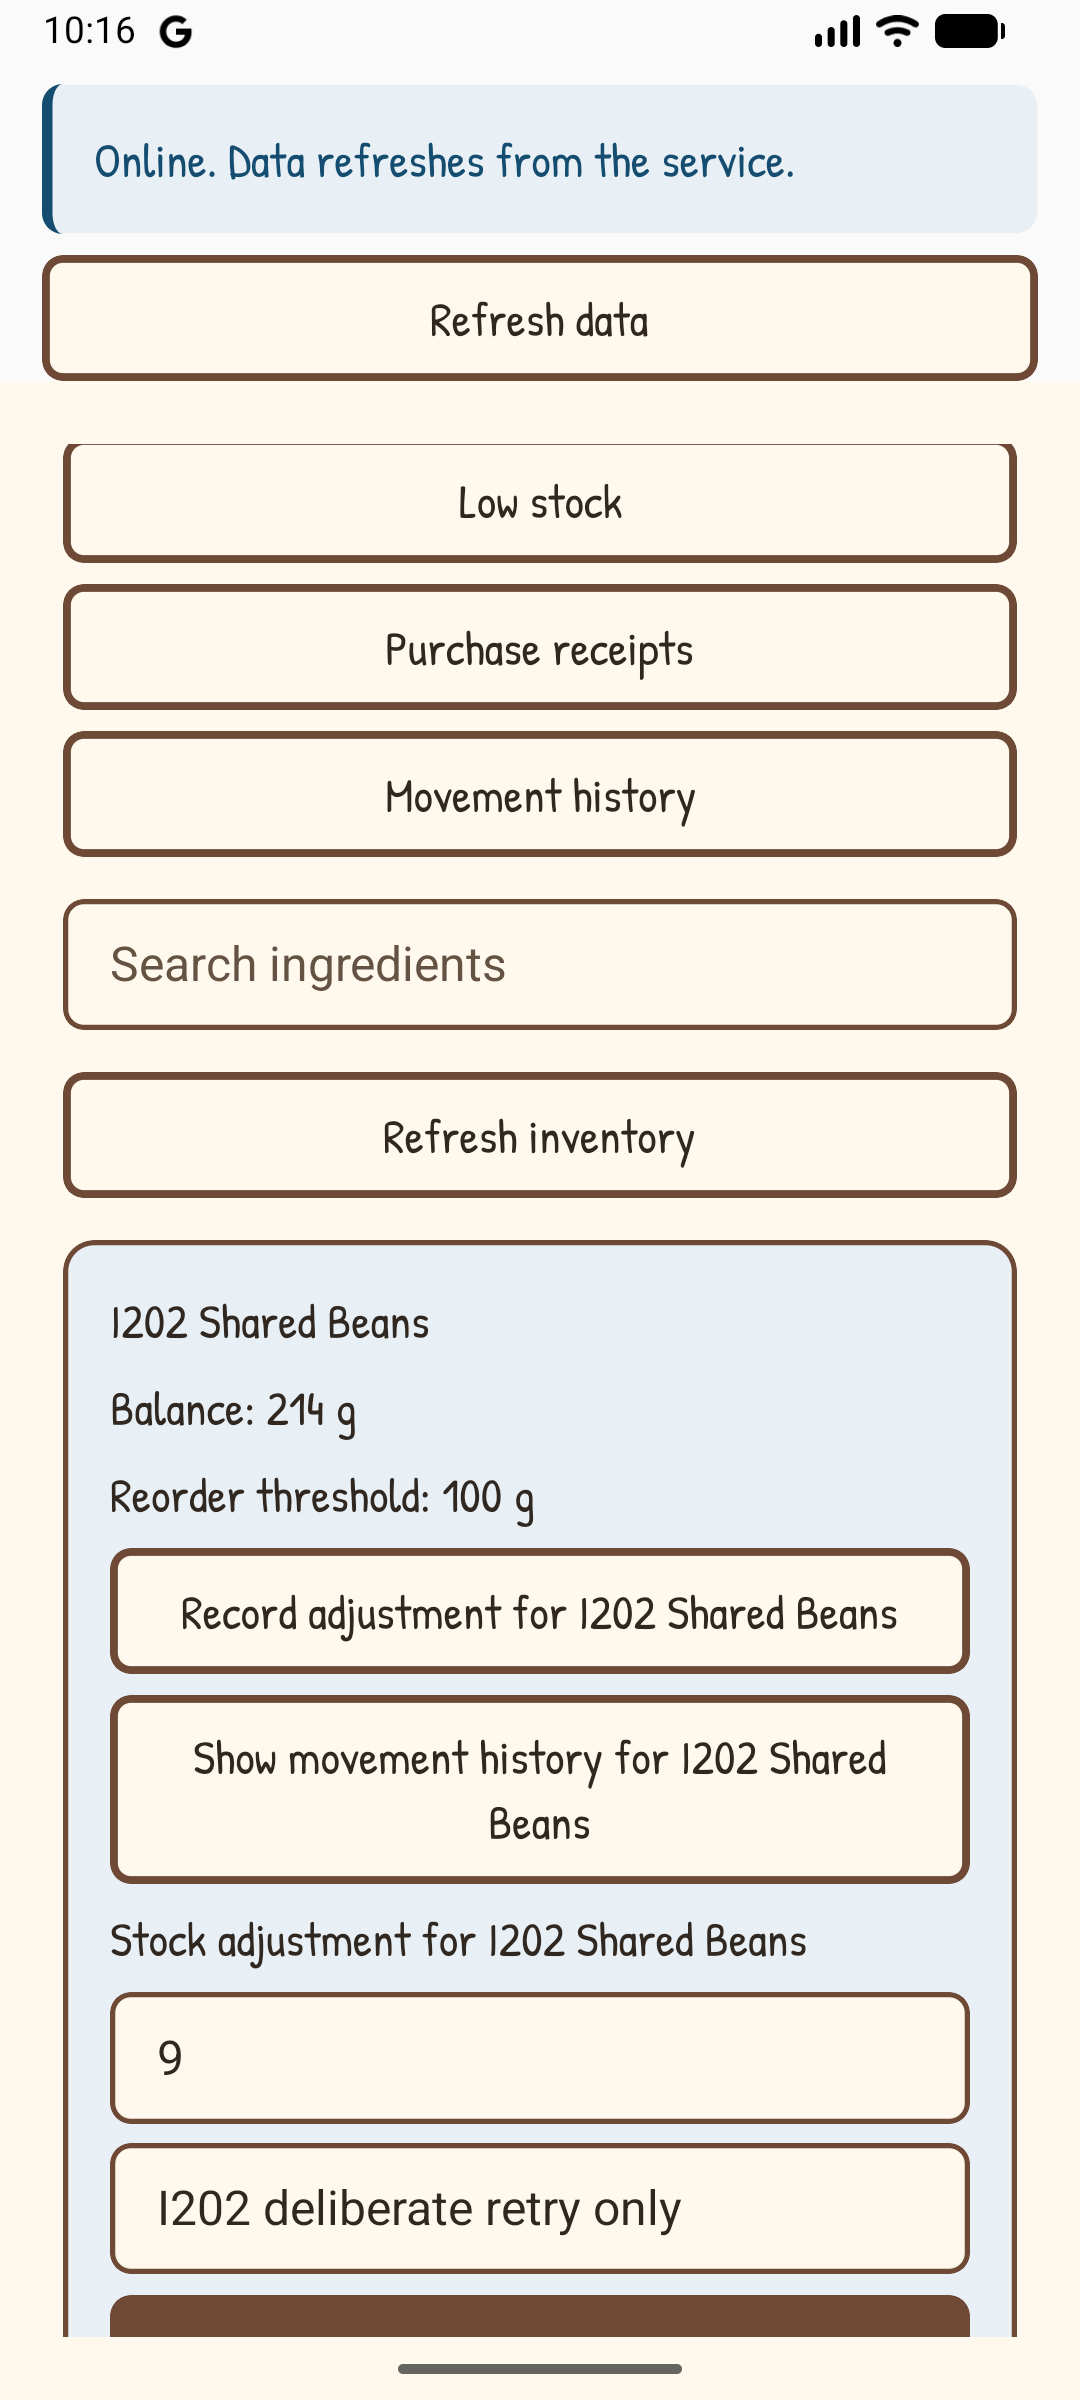 10:16
Online. Data refreshes from the service.
Refresh data
Low stock
Purchase receipts
Movement history
Search ingredients
Refresh inventory
I202 Shared Beans
Balance: 214 g
Reorder threshold: 100 g
Record adjustment for I202 Shared Beans
Show movement history for I202 Shared
Beans
Stock adjustment for I202 Shared Beans
9
I202 deliberate retry only